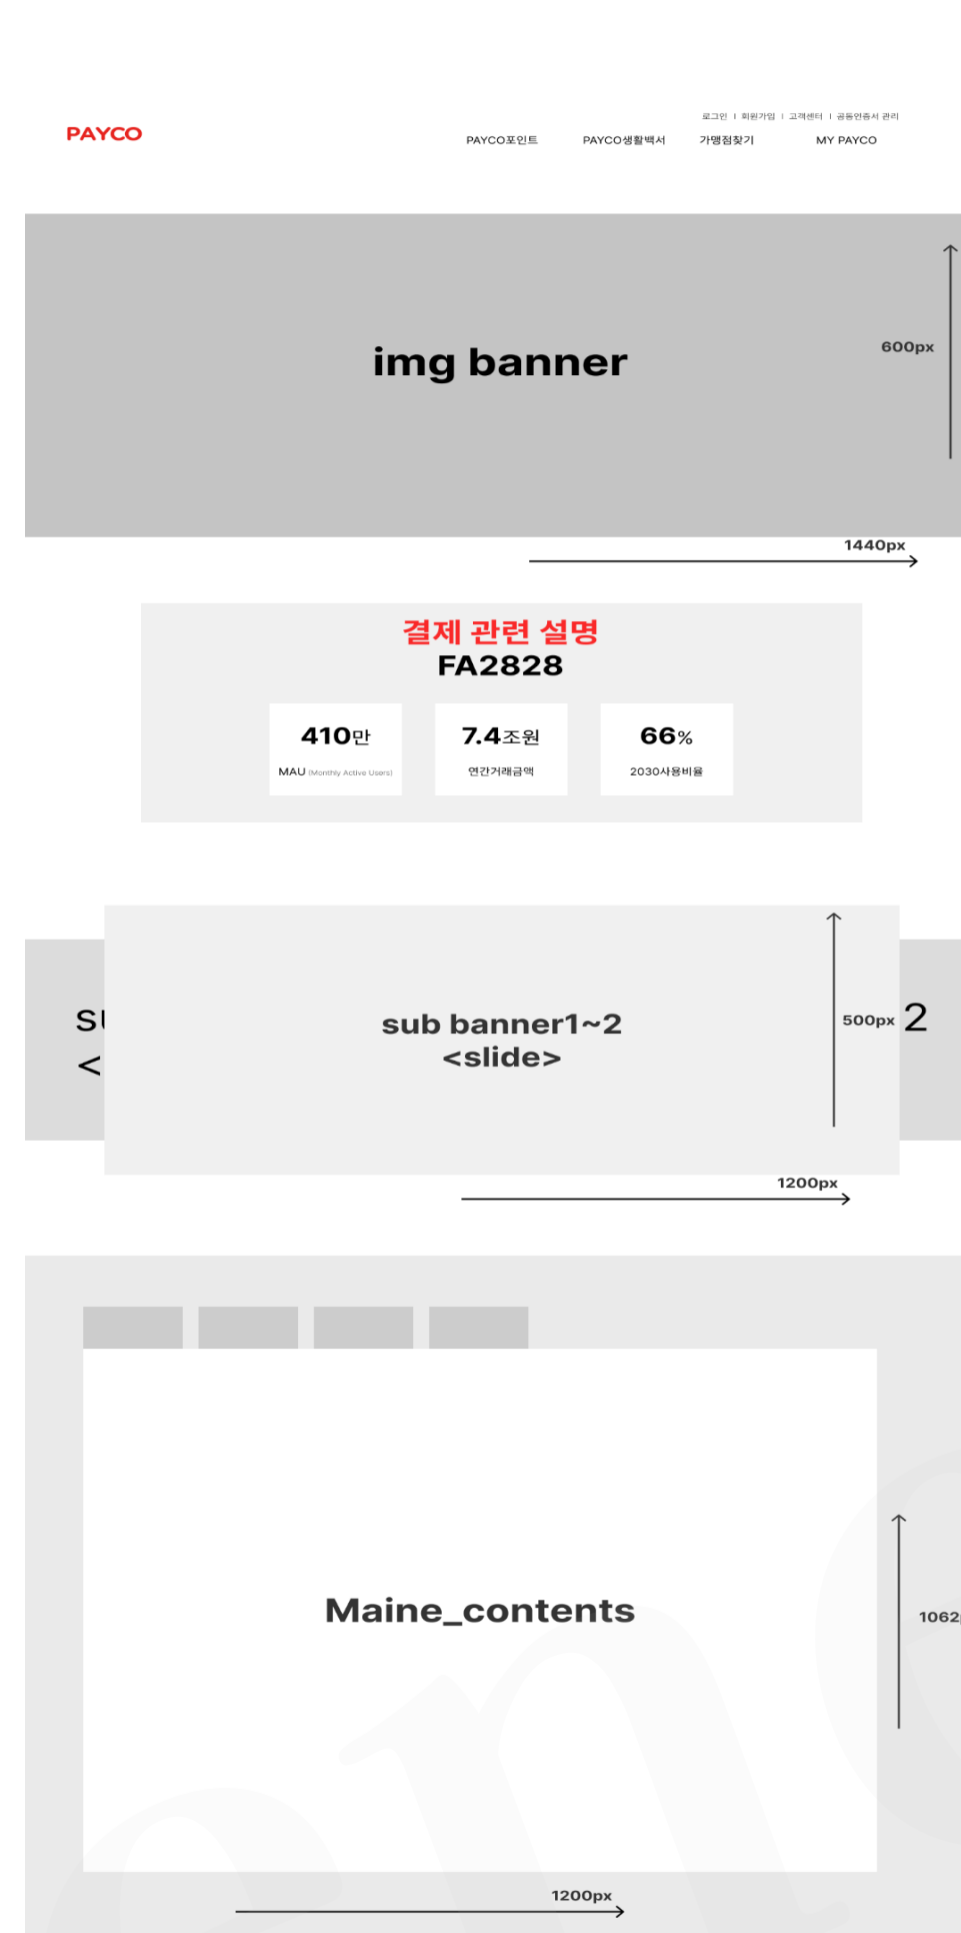 PAYCO
로그인 | 회원가입 | 고객센터 | 공동연증서 관리
PAYCO포인트 PAYCO생활백서 가맹점찾기 MY PAYCO
img banner
600px
1440px
결제 관련 설명
FA2828
410만
MAU (Monthly Active Users)
7.4조원
연간거래금액
66%
2030사용비율
sub banner1~2
<slide>
500px
2
<
1200px
Maine_contents
1062
1200px